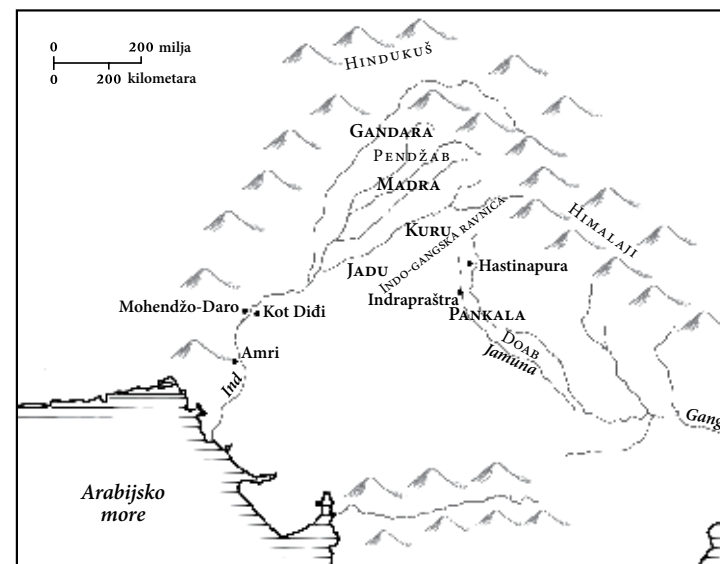 0 200 milja
0 200 kilometara
HINDUKUŠ
GANDARA
PENDŽAB
MADRA
KURU
INDO-GANGSKA RAVNICA
HIMALAJI
JADU
Hastinapura
Indrapraštra
Mohendžo-Daro
Kot Diđi
PANKALA
DOAB
Jamuna
Amri
Ind
Gang
Arabijsko
more